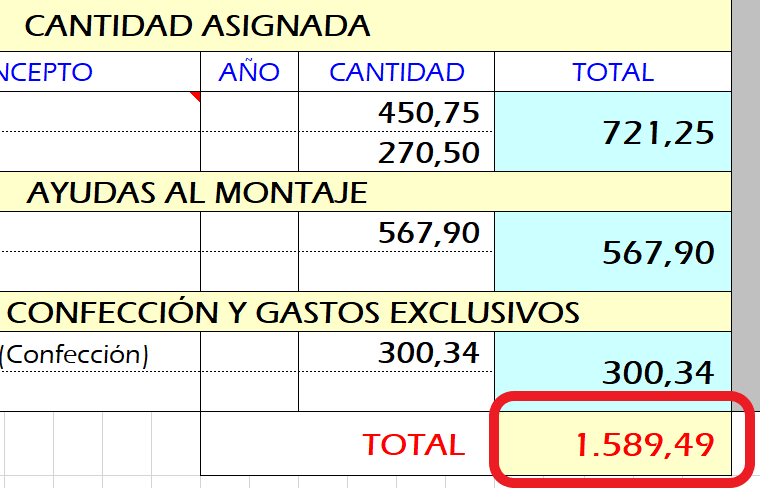 CANTIDAD ASIGNADA
NCEPTO AÑO CANTIDAD TOTAL
450,75
721,25
270,50
AYUDAS AL MONTAJE
567,90
567,90
CONFECCIÓN Y GASTOS EXCLUSIVOS
(Confección) 300,34
300,34
TOTAL 1.589,49